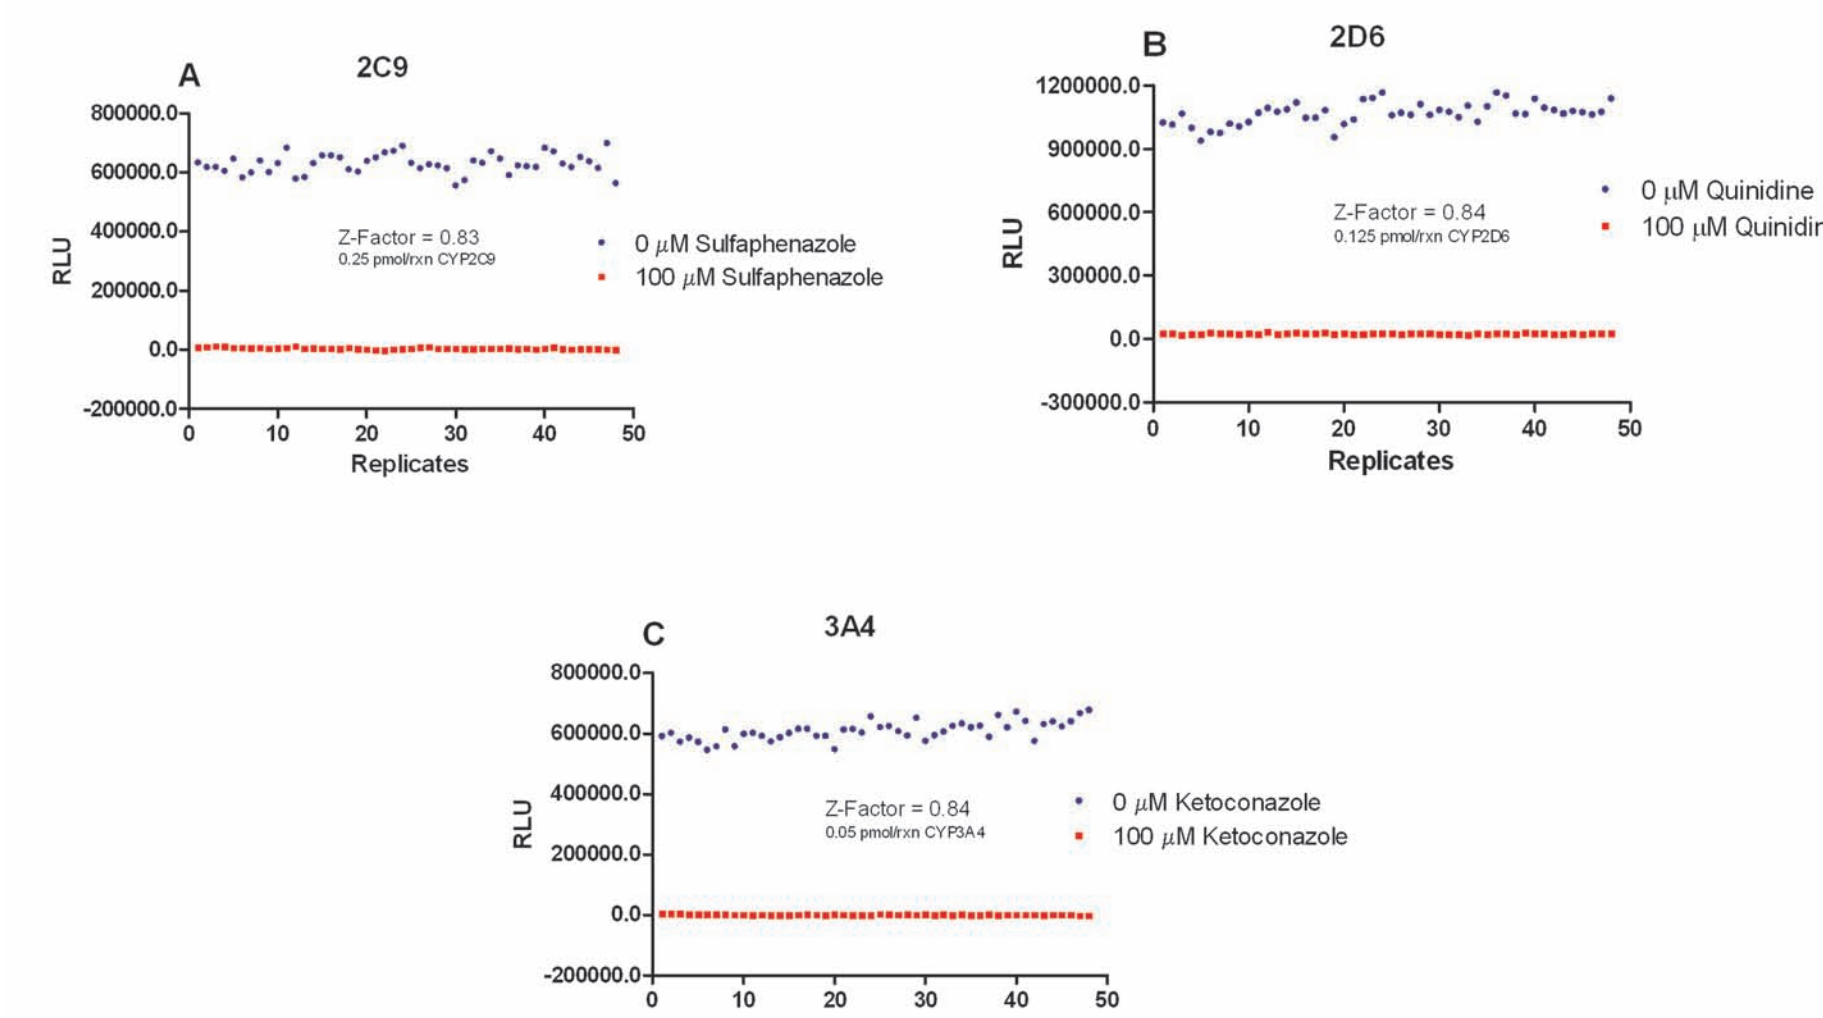 A
2C9
800000.0
600000.0
400000.0
200000.0
0.0
-200000.0
RLU
0 10 20 30 40 50
Replicates
Z-Factor = 0.83
0.25 pmol/rxn CYP2C9
0 μM Sulfaphenazole
100 μM Sulfaphenazole
B
2D6
1200000.0
900000.0
600000.0
300000.0
0.0
-300000.0
RLU
0 10 20 30 40 50
Replicates
Z-Factor = 0.84
0.125 pmol/rxn CYP2D6
0 μM Quinidine
100 μM Quinidin
C
3A4
800000.0
600000.0
400000.0
200000.0
0.0
-200000.0
RLU
0 10 20 30 40 50
Z-Factor = 0.84
0.05 pmol/rxn CYP3A4
0 μM Ketoconazole
100 μM Ketoconazole